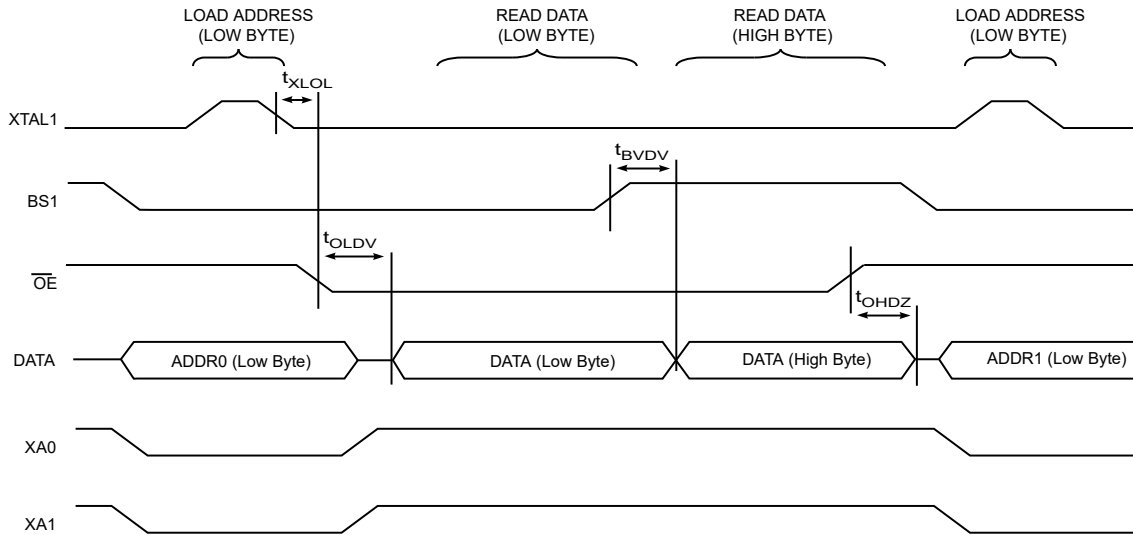 LOAD ADDRESS
(LOW BYTE)
READ DATA
(LOW BYTE)
READ DATA
(HIGH BYTE)
LOAD ADDRESS
(LOW BYTE)
tXLOL
XTAL1
tBVDV
BS1
tOLDV
OE
tOHDZ
DATA
ADDR0 (Low Byte)
DATA (Low Byte)
DATA (High Byte)
ADDR1 (Low Byte)
XA0
XA1